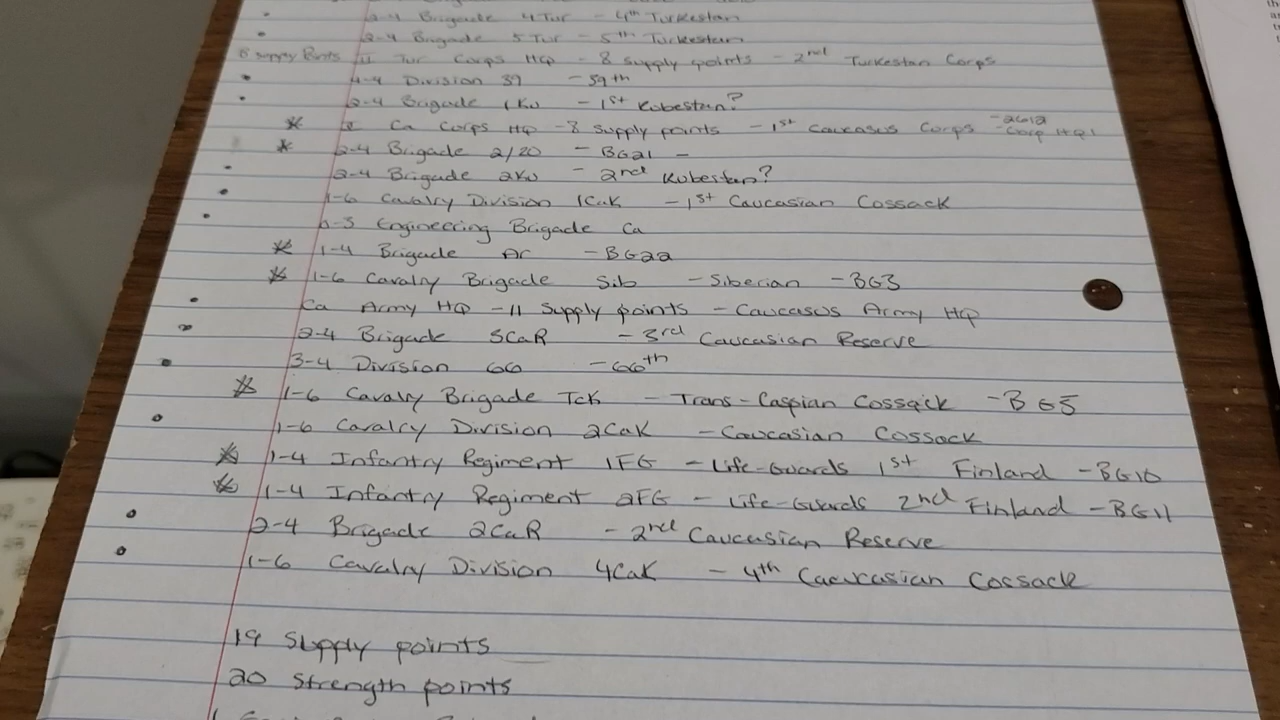 2-4 Brigade 4Tur - 4th Turkestan
2-4 Brigade 5Tur - 5th Turkestan
8 supply points II Tur Corps HQ - 8 supply points - 2nd Turkestan Corps
4-4 Division 39 - 39th
2-4 Brigade 1Ku - 1st Kubestan?
* Ca Corps HQ - 8 supply points - 1st Caucasus Corps - Corp HQ1
* 2-4 Brigade 2/20 - BG21 -
2-4 Brigade 2Ku - 2nd Kubestan?
1-6 Cavalry Division 1CaK - 1st Caucasian Cossack
0-3 Engineering Brigade Ca
* 1-4 Brigade Ar - BG22
* 1-6 Cavalry Brigade Sib - Siberian - BG3
Ca Army HQ - 11 Supply points - Caucasus Army HQ
2-4 Brigade 3CaR - 3rd Caucasian Reserve
3-4 Division 66 - 66th
* 1-6 Cavalry Brigade TcK - Trans-Caspian Cossack - BG5
1-6 Cavalry Division 2CaK - Caucasian Cossack
* 1-4 Infantry Regiment 1FG - Life-Guards 1st Finland - BG10
* 1-4 Infantry Regiment 2FG - Life-Guards 2nd Finland - BG11
2-4 Brigade 2CaR - 2nd Caucasian Reserve
1-6 Cavalry Division 4CaK - 4th Caeucasian Cossack
19 Supply points
20 Strength points